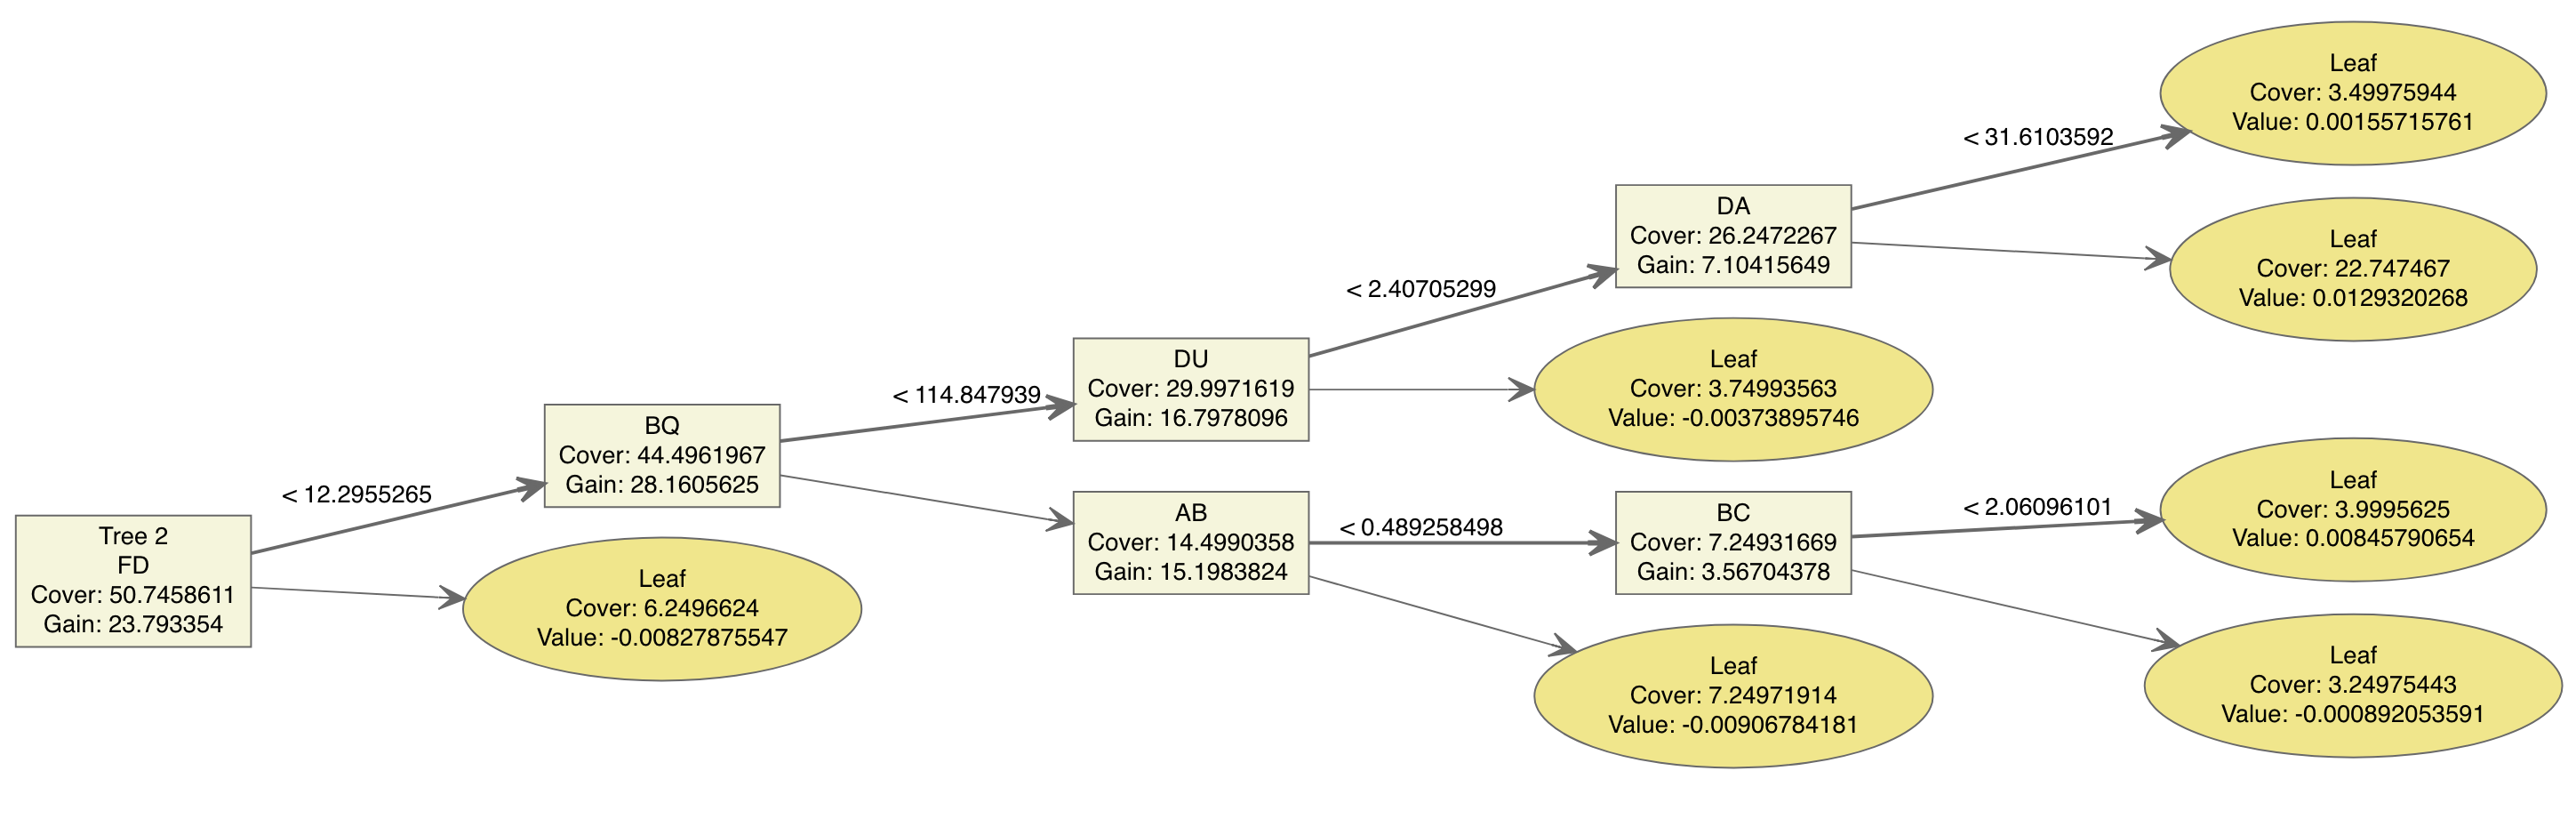 Leaf
Cover: 3.49975944
Value: 0.00155715761
< 31.6103592
DA
Cover: 26.2472267
Gain: 7.10415649
Leaf
Cover: 22.747467
Value: 0.0129320268
< 2.40705299
DU
Cover: 29.9971619
Gain: 16.7978096
Leaf
Cover: 3.74993563
Value: -0.00373895746
< 114.847939
BQ
Cover: 44.4961967
Gain: 28.1605625
< 12.2955265
Tree 2
FD
Cover: 50.7458611
Gain: 23.793354
Leaf
Cover: 6.2496624
Value: -0.00827875547
AB
Cover: 14.4990358
Gain: 15.1983824
< 0.489258498
BC
Cover: 7.24931669
Gain: 3.56704378
< 2.06096101
Leaf
Cover: 3.9995625
Value: 0.00845790654
Leaf
Cover: 7.24971914
Value: -0.00906784181
Leaf
Cover: 3.24975443
Value: -0.000892053591